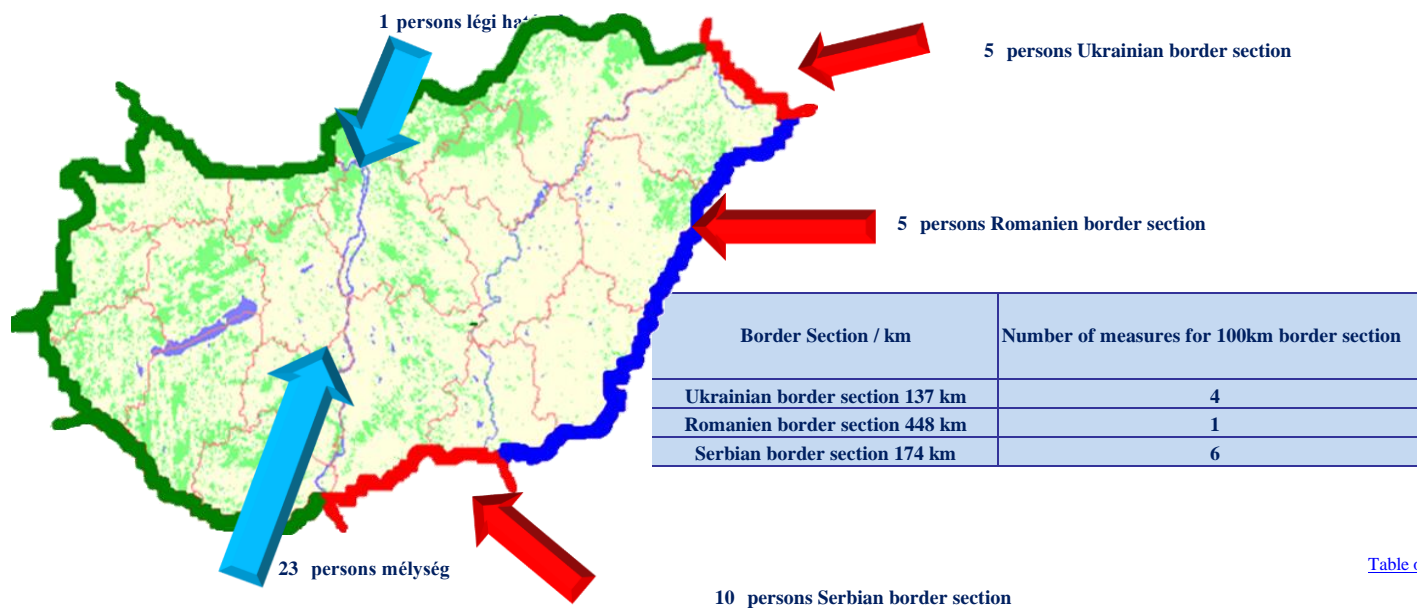 1 persons légi
5 persons Ukrainian border section
5 persons Romanien border section
Border Section / km Number of measures for 100km border section
Ukrainian border section 137 km 4
Romanien border section 448 km 1
Serbian border section 174 km 6
23 persons mélység
Table
10 persons Serbian border section